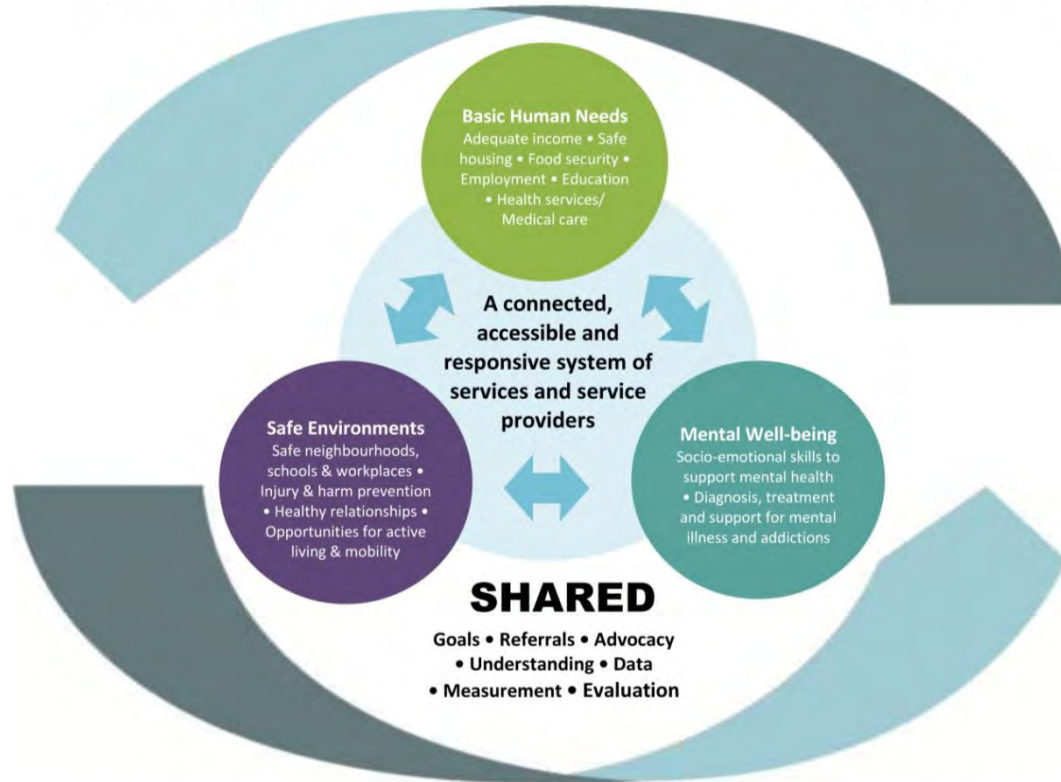 Basic Human Needs
Adequate income • Safe
housing • Food security •
Employment • Education
• Health services/
Medical care
A connected,
accessible and
responsive system of
services and service
providers
Safe Environments
Safe neighbourhoods,
schools & workplaces •
Injury & harm prevention
• Healthy relationships •
Opportunities for active
living & mobility
Mental Well-being
Socio-emotional skills to
support mental health
• Diagnosis, treatment
and support for mental
illness and addictions
SHARED
Goals • Referrals • Advocacy
• Understanding • Data
• Measurement • Evaluation